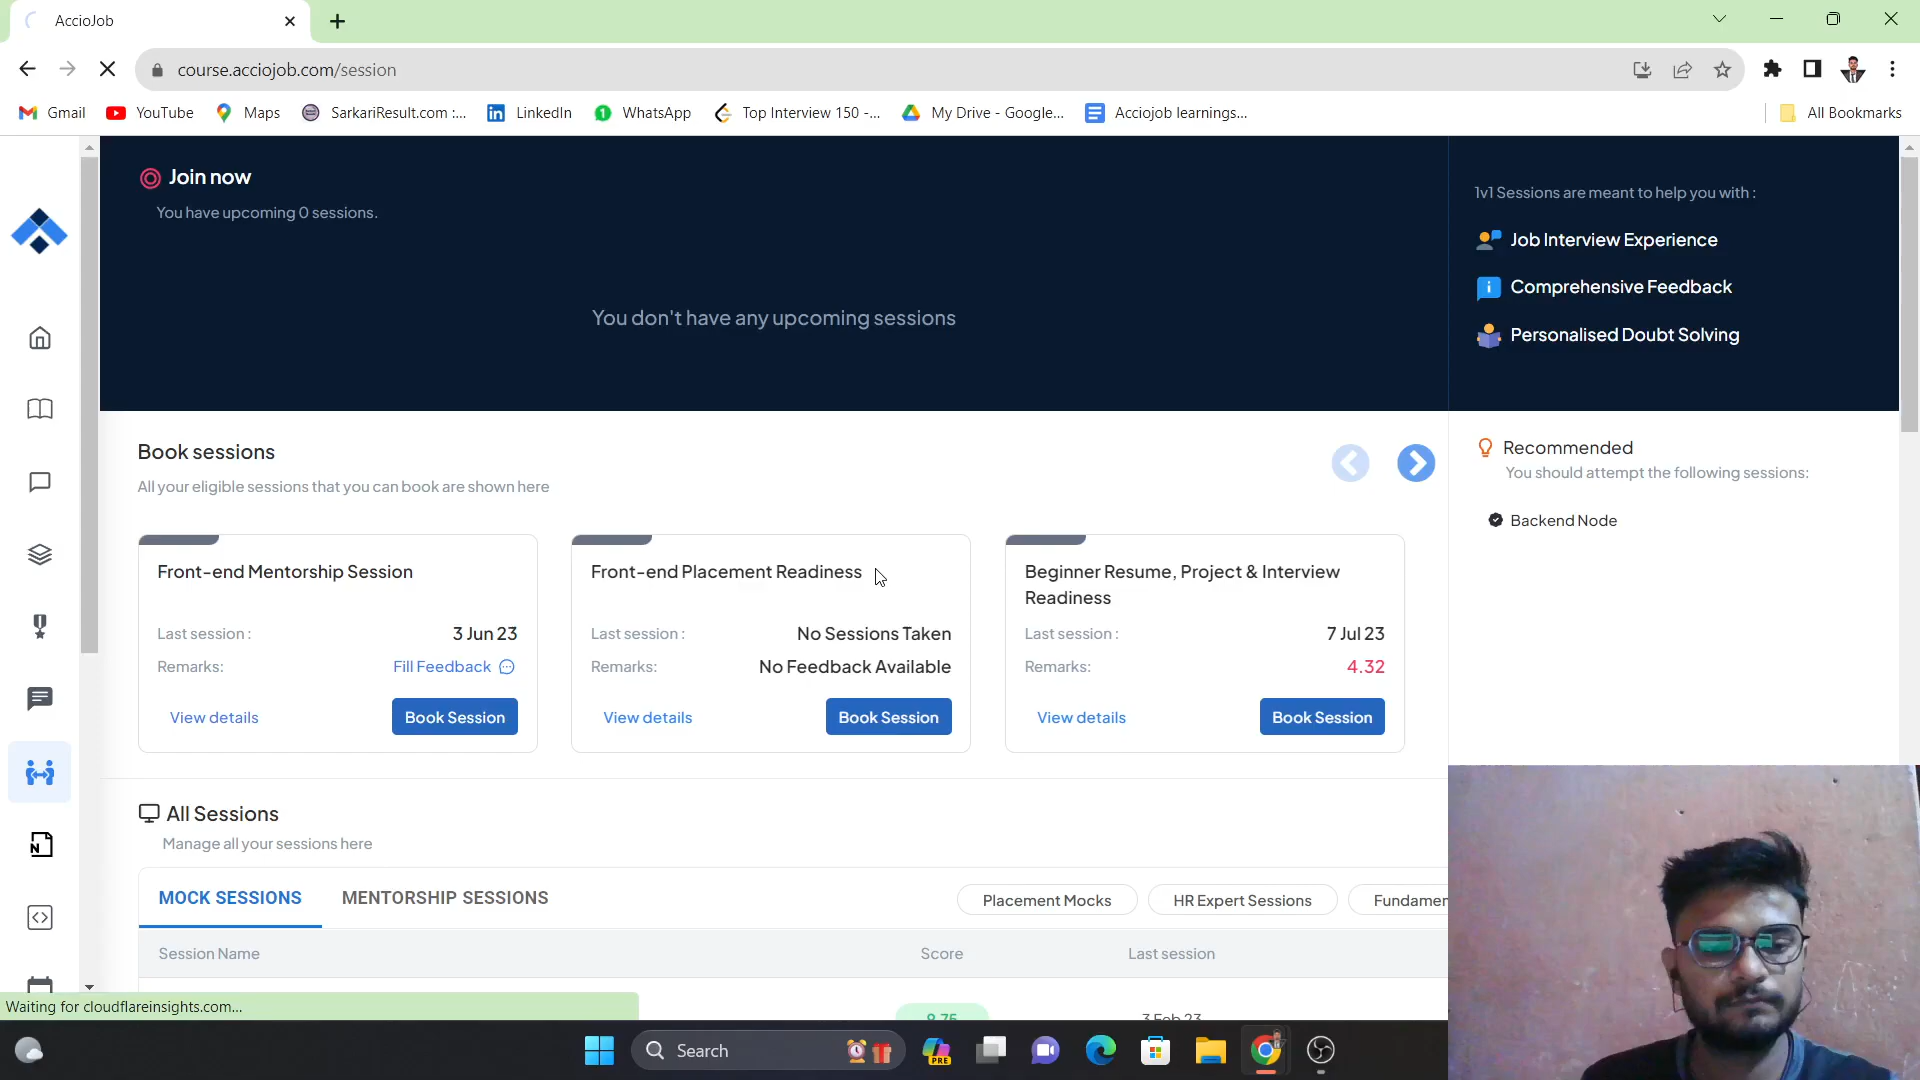 AccioJob
course.acciojob.com/session
Gmail
YouTube
Maps
SarkariResult.com :...
LinkedIn
1
WhatsApp
Top Interview 150 -...
My Drive - Google...
Acciojob learnings...
All Bookmarks
Join now
You have upcoming 0 sessions.
You don't have any upcoming sessions
1v1 Sessions are meant to help you with :
Job Interview Experience
Comprehensive Feedback
Personalised Doubt Solving
Book sessions
All your eligible sessions that you can book are shown here
Recommended
You should attempt the following sessions:
Backend Node
Front-end Mentorship Session
Last session :
3 Jun 23
Remarks:
Fill Feedback
View details
Book Session
Front-end Placement Readiness
Last session :
No Sessions Taken
Remarks:
No Feedback Available
View details
Book Session
Beginner Resume, Project & Interview
Readiness
Last session :
7 Jul 23
Remarks:
4.32
View details
Book Session
All Sessions
Manage all your sessions here
MOCK SESSIONS
MENTORSHIP SESSIONS
Placement Mocks
HR Expert Sessions
Fundamen
Session Name
Score
Last session
9.75
3 Feb 23
Waiting for cloudflareinsights.com...
Search
PRE